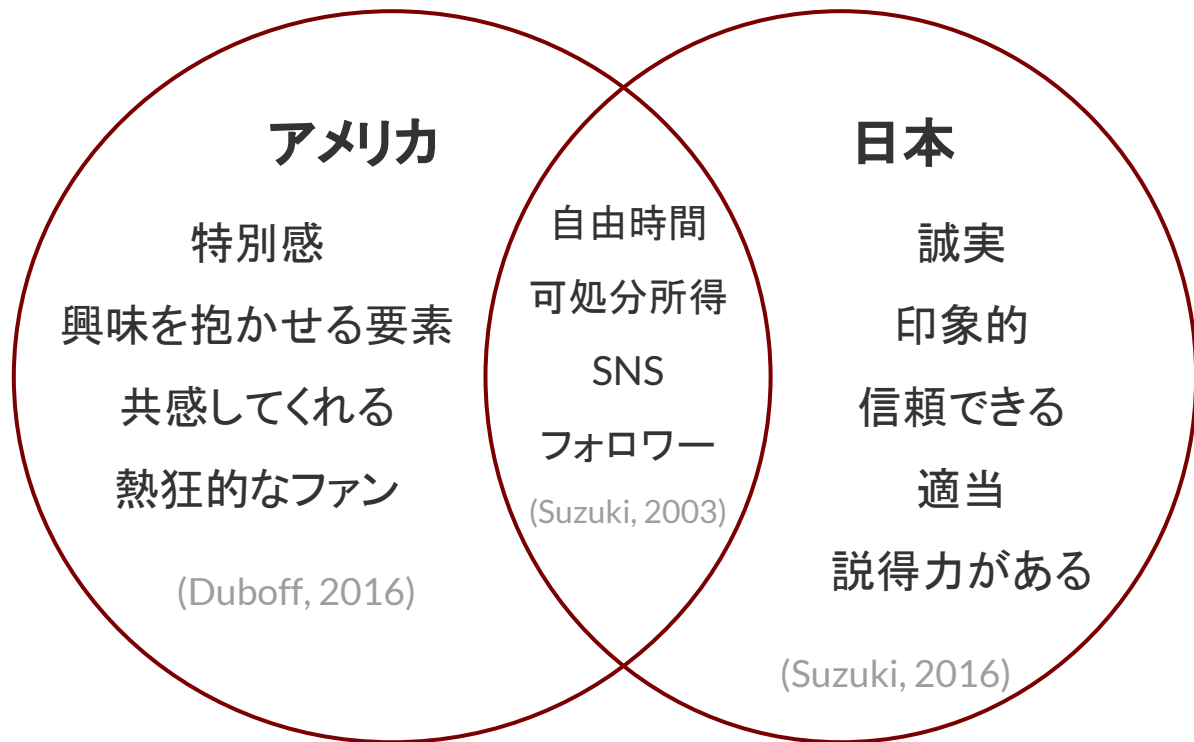 アメリカ
特別感
興味を抱かせる要素
共感してくれる
熱狂的なファン
(Duboff, 2016)
自由時間
可処分所得
SNS
フォロワー
(Suzuki, 2003)
日本
誠実
印象的
信頼できる
適当
説得力がある
(Suzuki, 2016)